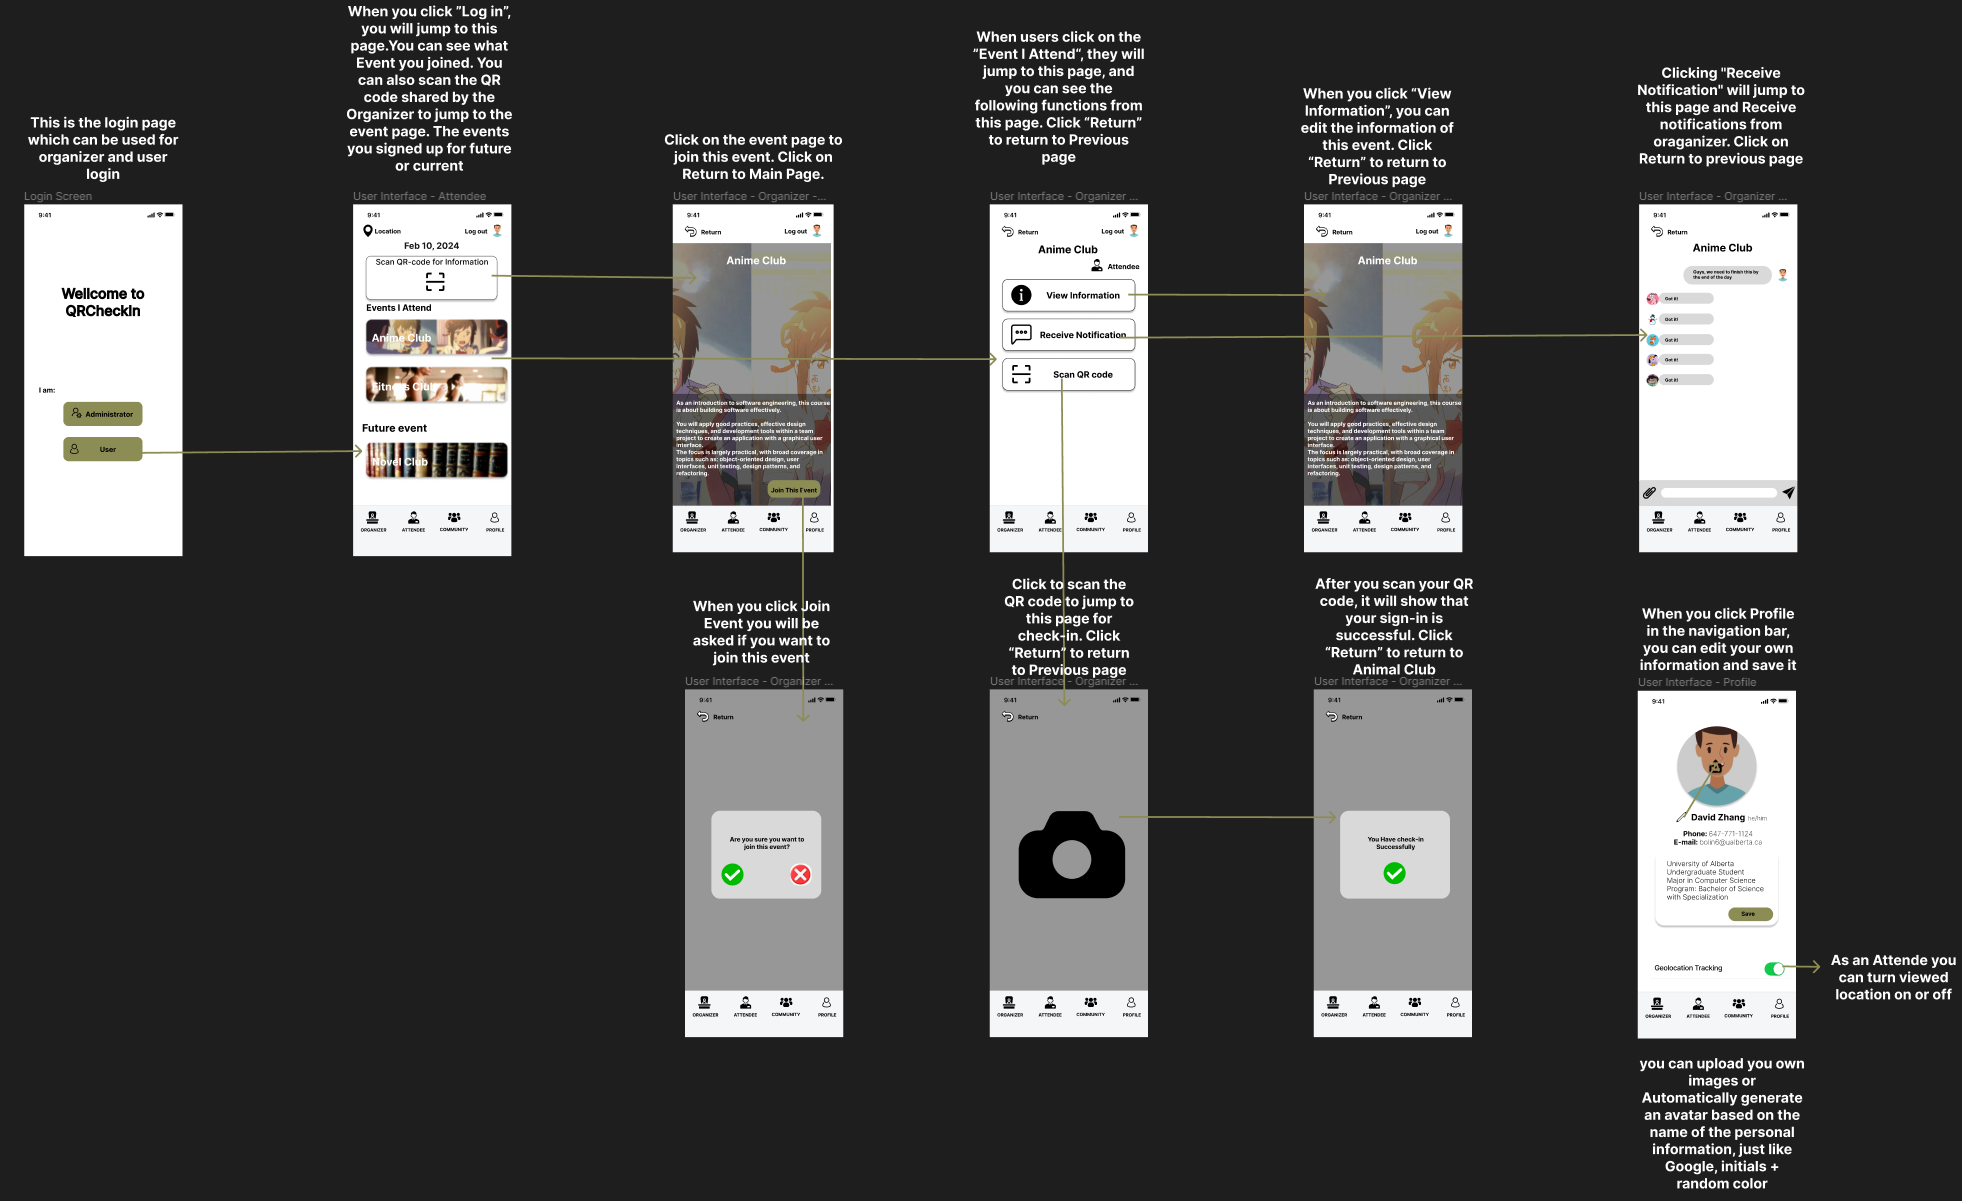 This is the login page
which can be used for
organizer and user
login
Login Screen
9:41
Wellcome to
QRCheckIn
I am:
Administrator
User
When you click “Log in”,
you will jump to this
page.You can see what
Event you joined. You
can also scan the QR
code shared by the
Organizer to jump to the
event page. The events
you signed up for future
or current
User Interface - Attendee
9:41
Location
Log out
Feb 10, 2024
Scan QR-code for Information
Events I Attend
Anime Club
Fitness Club
Future event
Novel Club
ORGANIZER
ATTENDEE
COMMUNITY
PROFILE
Click on the event page to
join this event. Click on
Return to Main Page.
User Interface - Organizer -...
9:41
Return
Log out
Anime Club
As an introduction to software engineering, this course
is about building software effectively.
You will apply good practices, effective design
techniques, and development tools within a team
project to create an application with a graphical user
interface.
The focus is largely practical, with broad coverage in
topics such as: object-oriented design, user
interfaces, unit testing, design patterns, and
refactoring.
Join This Event
ORGANIZER
ATTENDEE
COMMUNITY
PROFILE
When users click on the
“Event I Attend“, they will
jump to this page, and
you can see the
following functions from
this page. Click “Return”
to return to Previous
page
User Interface - Organizer ...
9:41
Return
Log out
Anime Club
Attendee
View Information
Receive Notification
Scan QR code
ORGANIZER
ATTENDEE
COMMUNITY
PROFILE
When you click “View
Information”, you can
edit the information of
this event. Click
“Return” to return to
Previous page
User Interface - Organizer ...
9:41
Return
Log out
Anime Club
As an introduction to software engineering, this course
is about building software effectively.
You will apply good practices, effective design
techniques, and development tools within a team
project to create an application with a graphical user
interface.
The focus is largely practical, with broad coverage in
topics such as: object-oriented design, user
interfaces, unit testing, design patterns, and
refactoring.
ORGANIZER
ATTENDEE
COMMUNITY
PROFILE
Clicking "Receive
Notification" will jump to
this page and Receive
notifications from
oraganizer. Click on
Return to previous page
User Interface - Organizer ...
9:41
Return
Anime Club
Guys, we need to finish this by
the end of the day
Got it!
Got it!
Got it!
Got it!
Got it!
ORGANIZER
ATTENDEE
COMMUNITY
PROFILE
When you click Join
Event you will be
asked if you want to
join this event
User Interface - Organizer ...
9:41
Return
Are you sure you want to
join this event?
ORGANIZER
ATTENDEE
COMMUNITY
PROFILE
Click to scan the
QR code to jump to
this page for
check-in. Click
“Return” to return
to Previous page
User Interface - Organizer ...
9:41
Return
ORGANIZER
ATTENDEE
COMMUNITY
PROFILE
After you scan your QR
code, it will show that
your sign-in is
successful. Click
“Return” to return to
Animal Club
User Interface - Organizer ...
9:41
Return
You Have check-in
Successfully
ORGANIZER
ATTENDEE
COMMUNITY
PROFILE
When you click Profile
in the navigation bar,
you can edit your own
information and save it
User Interface - Profile
9:41
David Zhang he/him
Phone: 647-771-1124
E-mail: bolin6@ualberta.ca
University of Alberta
Undergraduate Student
Major in Computer Science
Program: Bachelor of Science
with Specialization
Save
Geolocation Tracking
As an Attende you
can turn viewed
location on or off
ORGANIZER
ATTENDEE
COMMUNITY
PROFILE
you can upload you own
images or
Automatically generate
an avatar based on the
name of the personal
information, just like
Google, initials +
random color